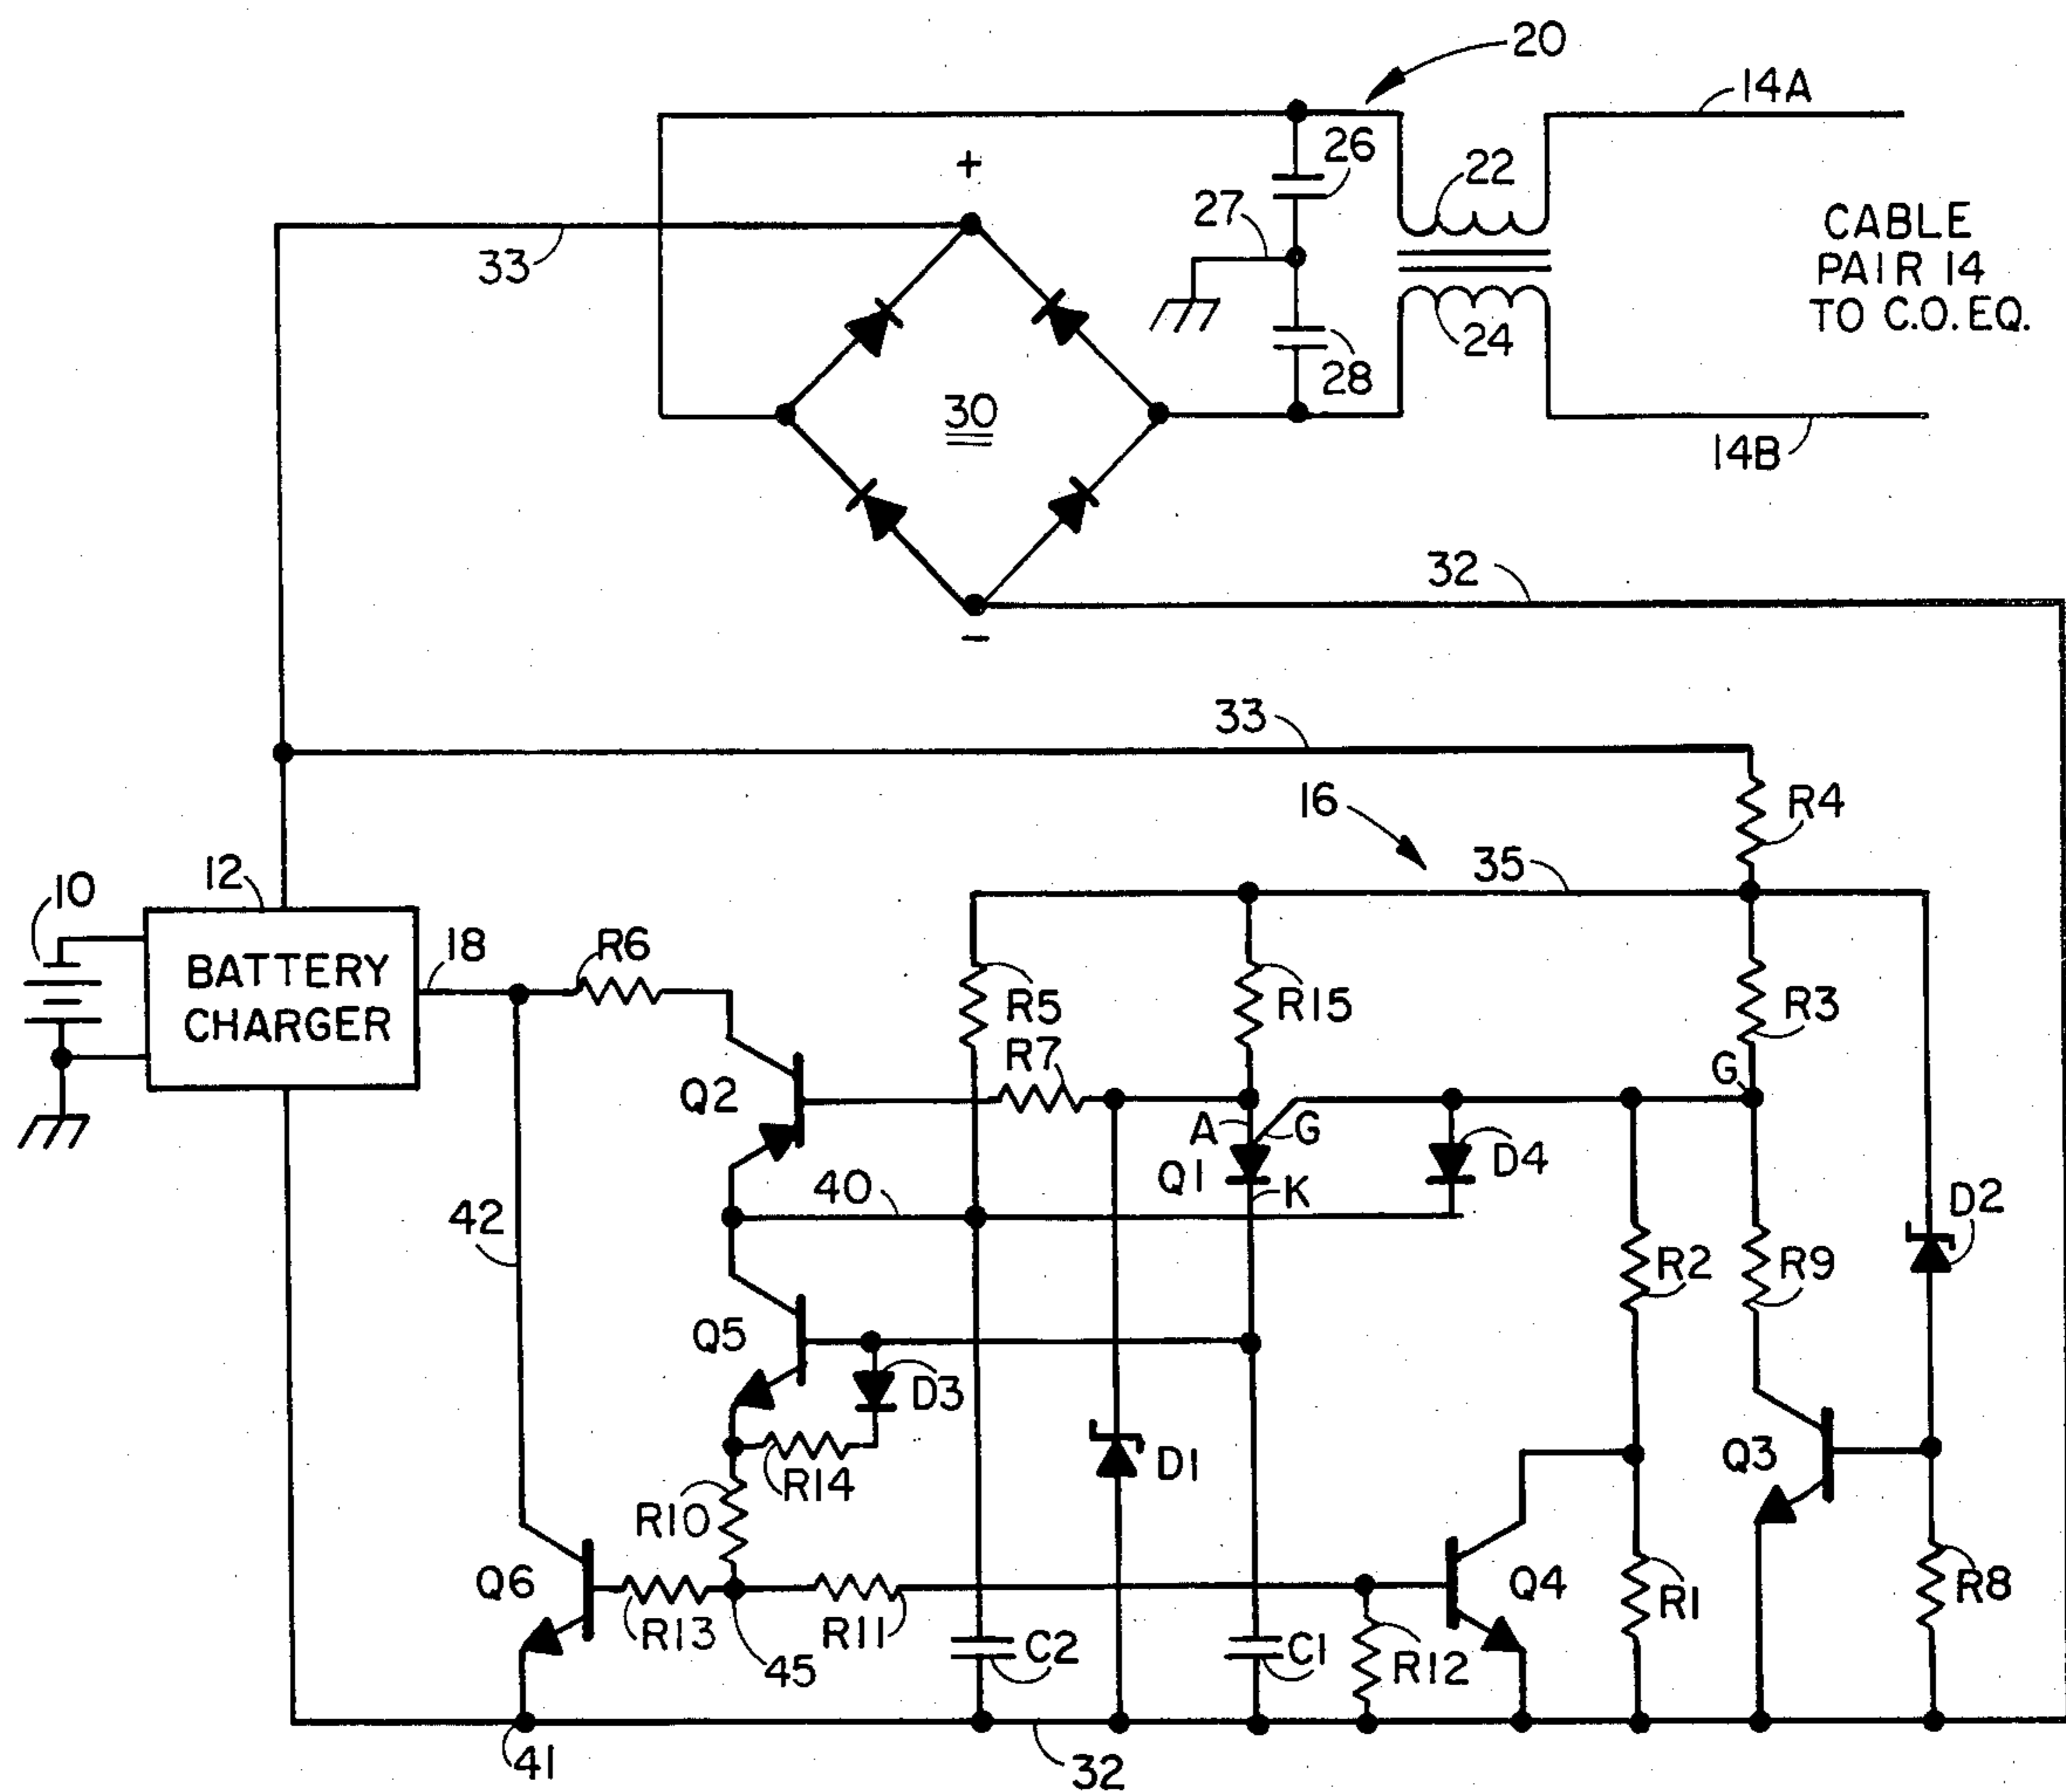 20
14A
26
22
+
27
CABLE
PAIR 14
TO C.O. EQ.
33
24
28
30
14B
32
−
33
16
R4
35
12
10
18
R6
BATTERY
CHARGER
R5
R15
R3
R7
G
Q2
A
G
D4
Q1
K
40
D2
42
R2
R9
Q5
D3
D1
Q3
R14
R10
Q6
Q4
R1
R8
R13
R11
45
C2
C1
R12
41
32